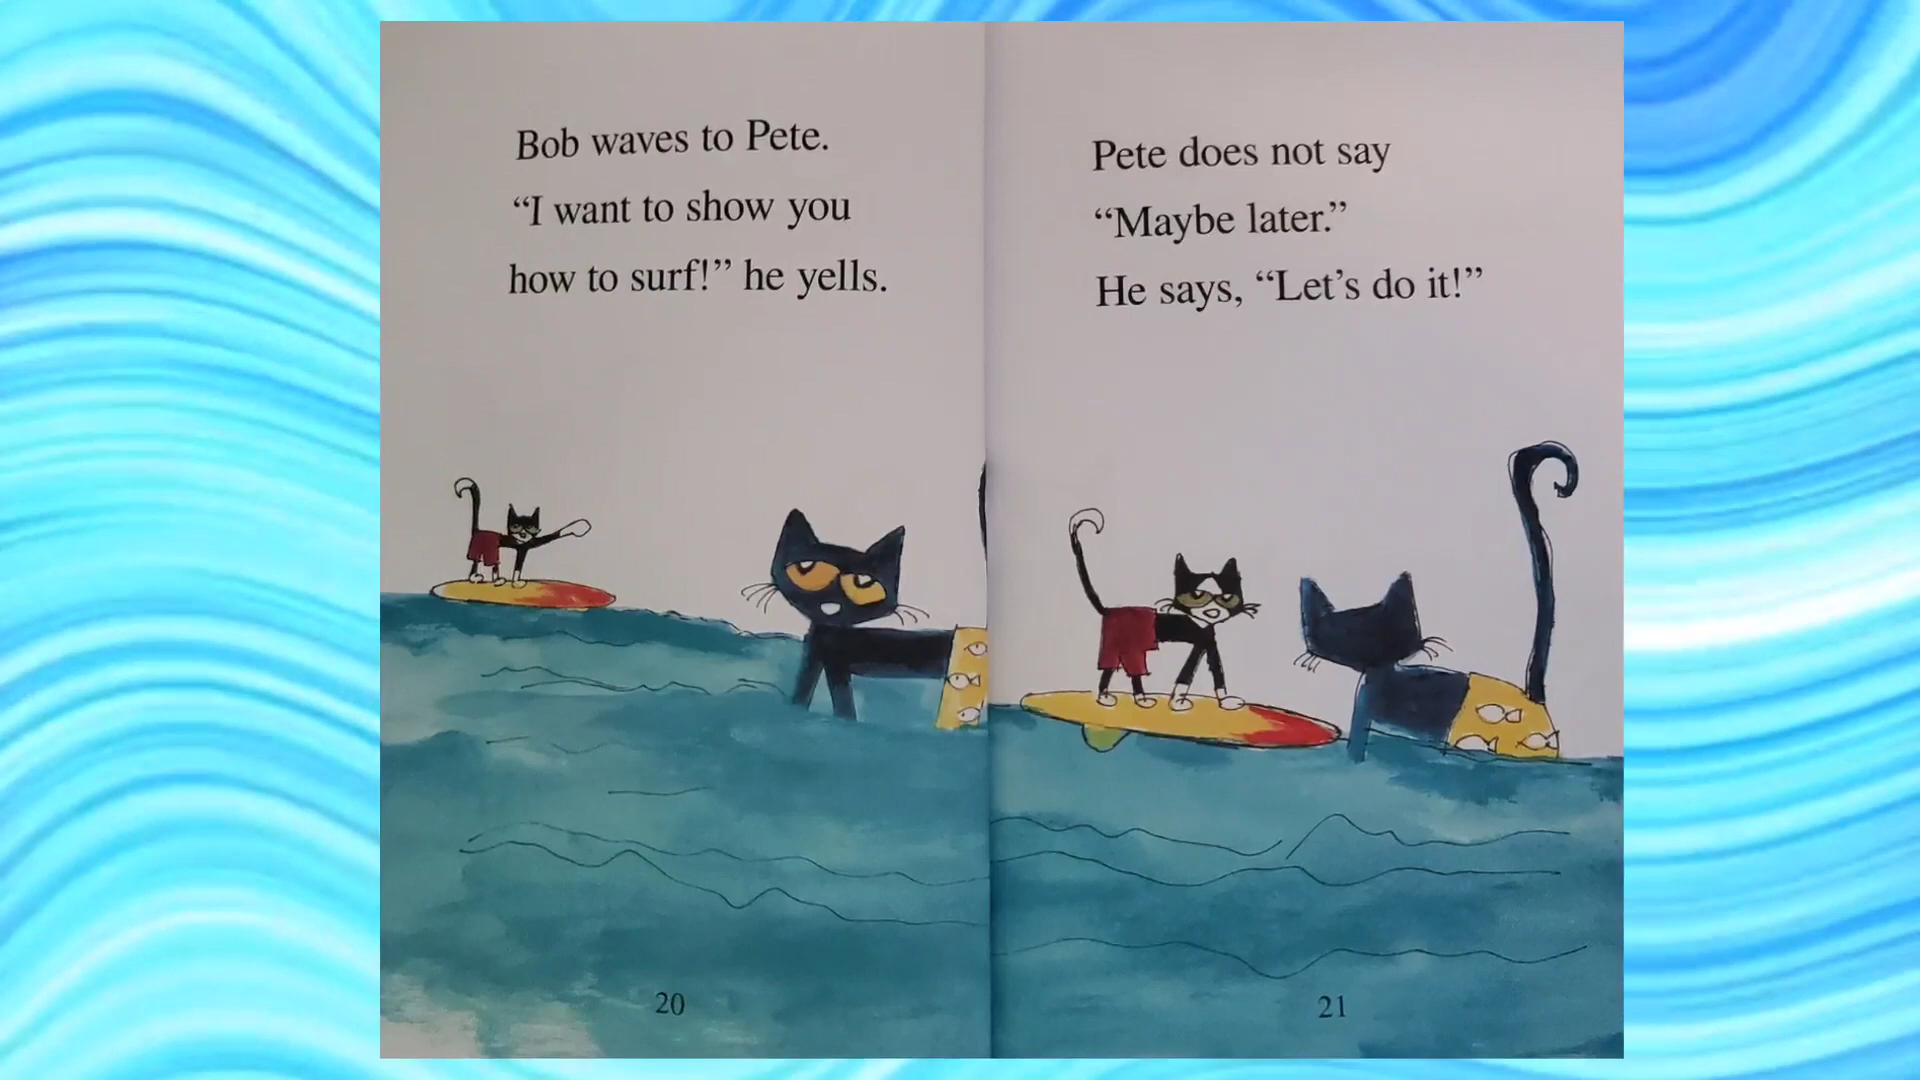 Bob waves to Pete.
“I want to show you
how to surf!” he yells.
20
Pete does not say
“Maybe later.”
He says, “Let’s do it!”
21